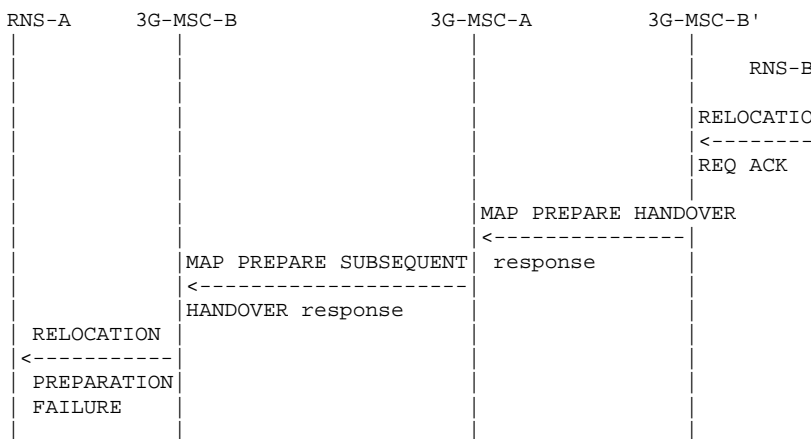 RNS-A 3G-MSC-B 3G-MSC-A 3G-MSC-B'
RNS-B
RELOCATIO
REQ ACK
MAP PREPARE HANDOVER
MAP PREPARE SUBSEQUENT response
HANDOVER response
RELOCATION
PREPARATION
FAILURE